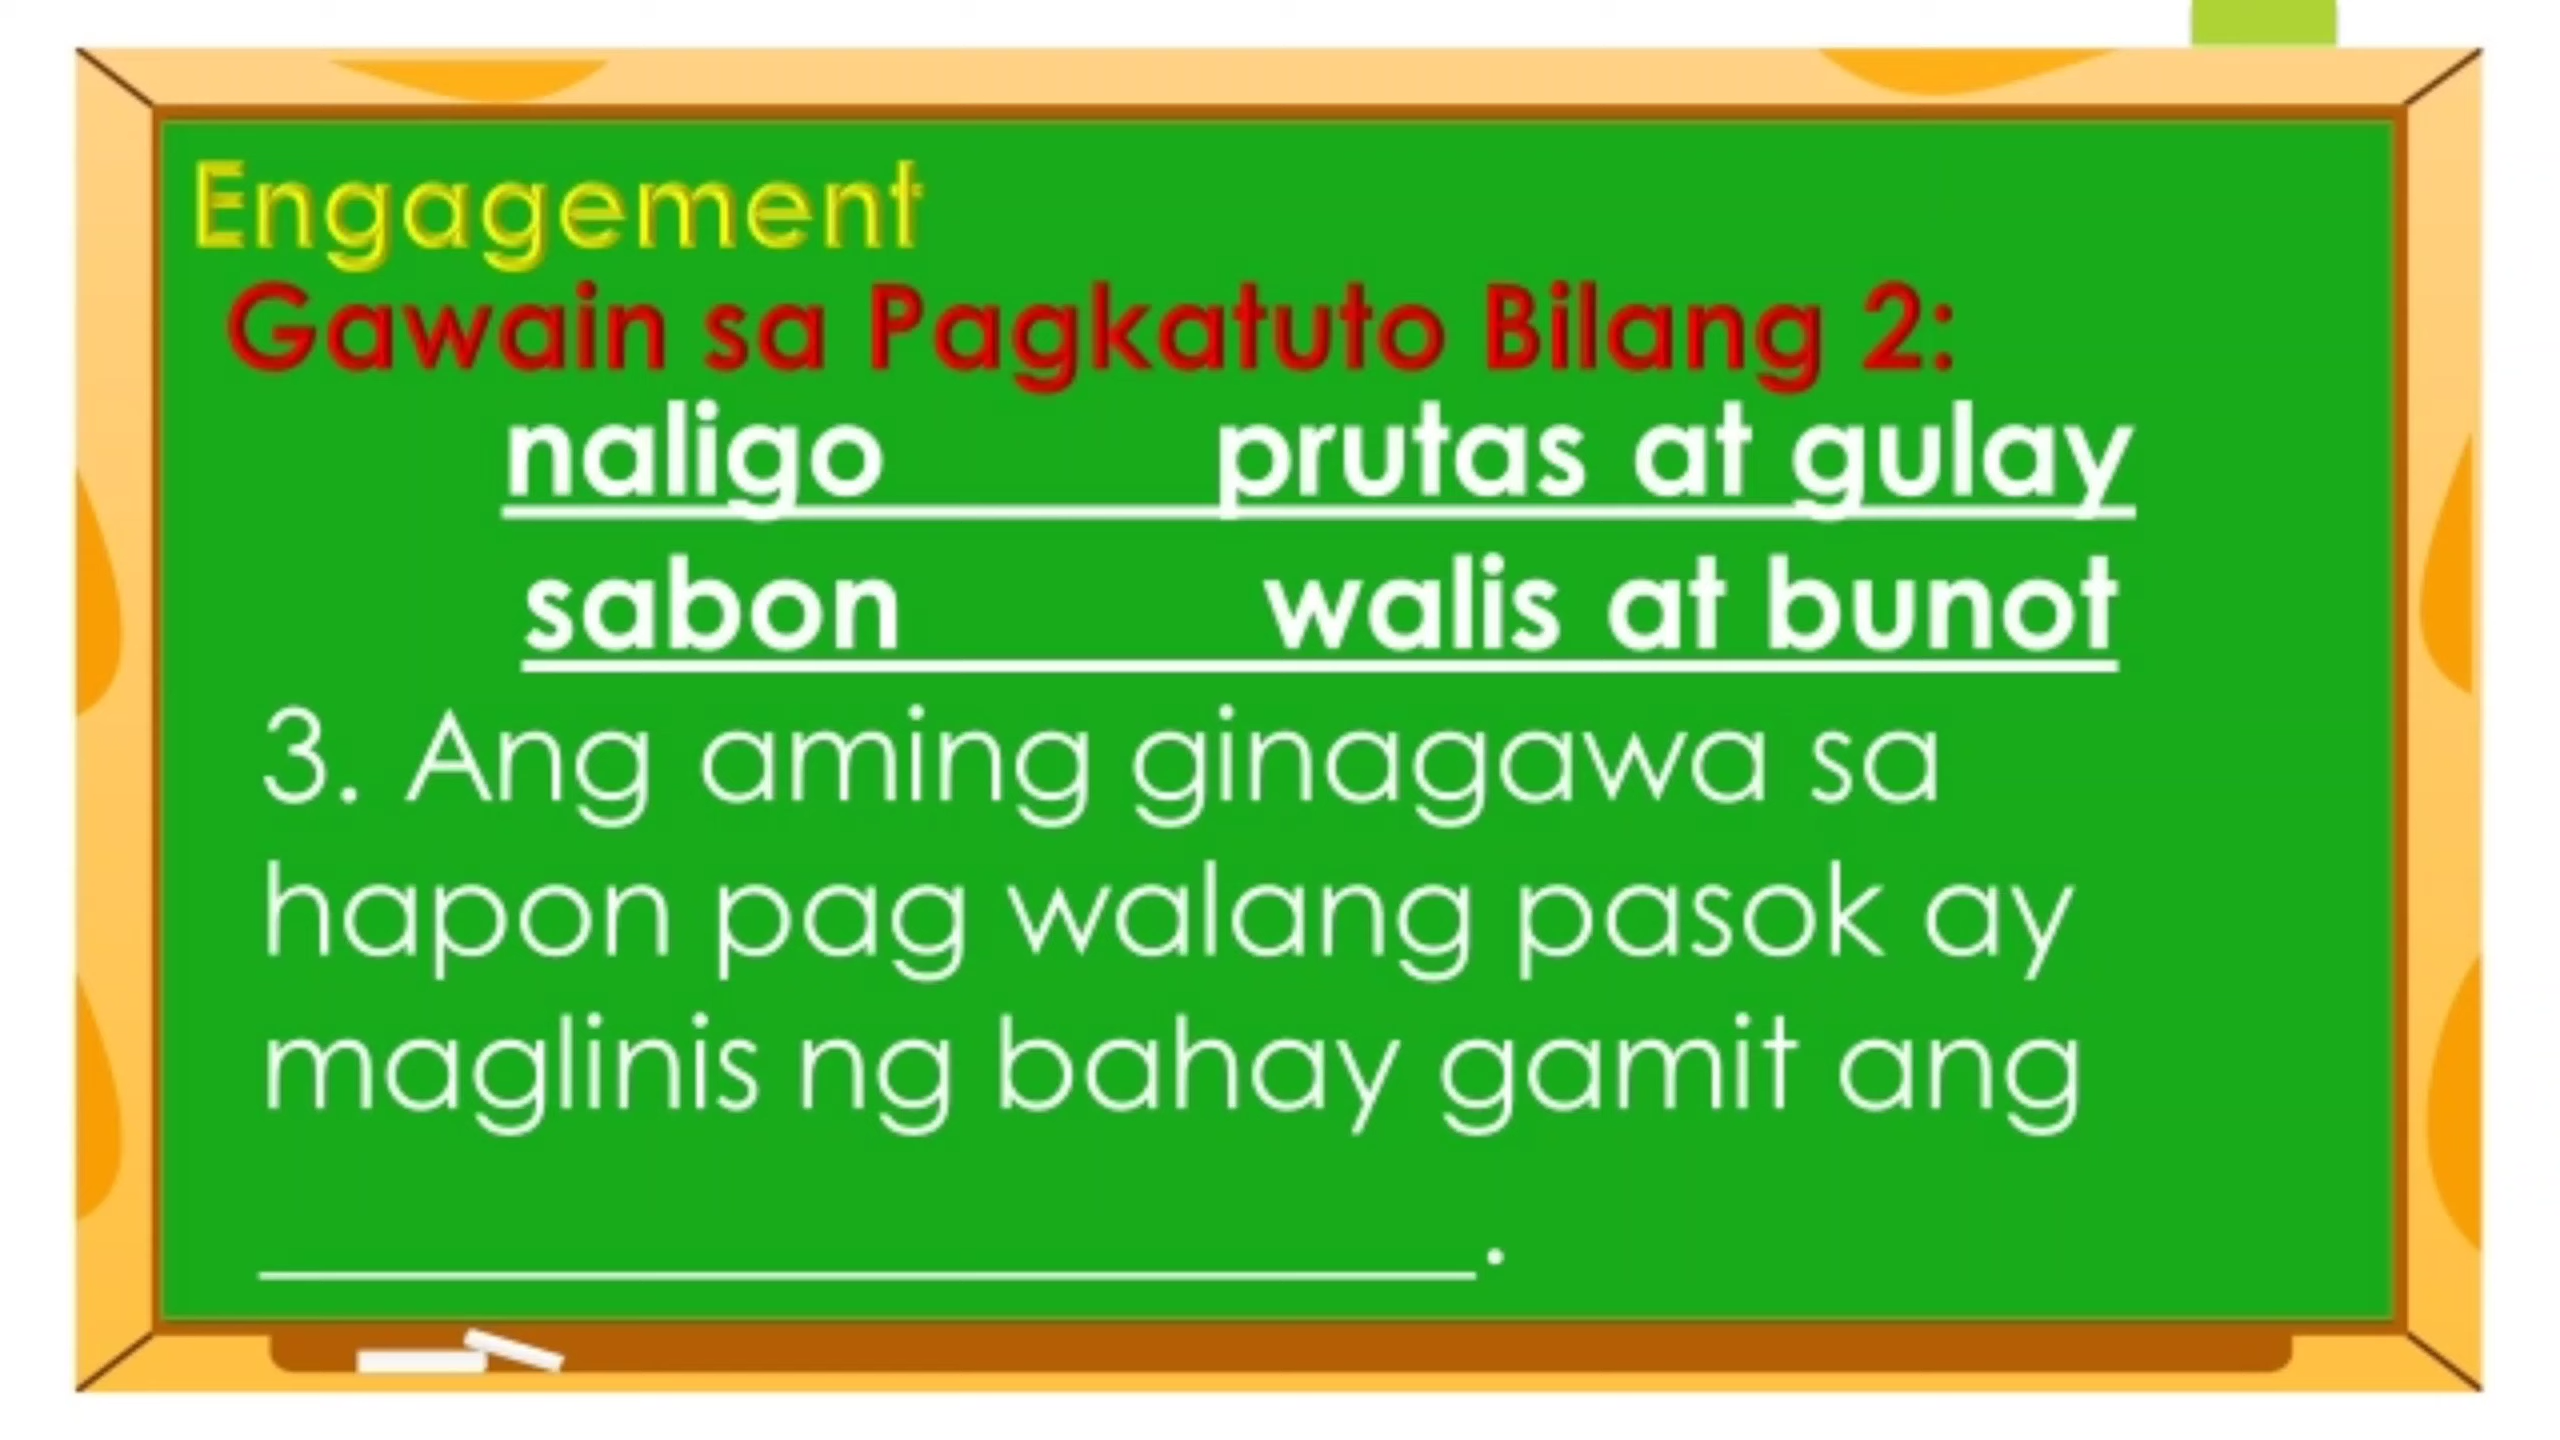 Engagement
Gawain sa Pagkatuto Bilang 2:
naligo prutas at gulay
sabon walis at bunot
3. Ang aming ginagawa sa
hapon pag walang pasok ay
maglinis ng bahay gamit ang
____________________.